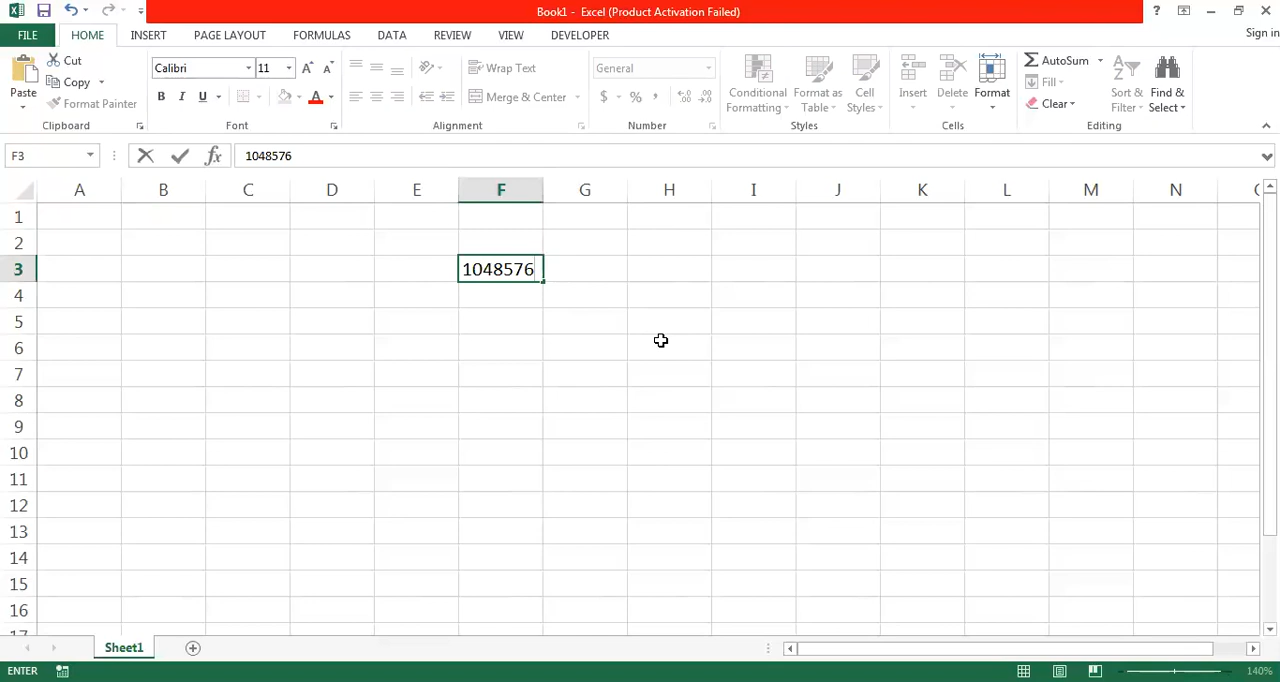 Book1 - Excel (Product Activation Failed)
?
Sign in
FILE HOME INSERT PAGE LAYOUT FORMULAS DATA REVIEW VIEW DEVELOPER
Paste
Cut
Copy
Format Painter
Clipboard
Calibri 11
B I U
Font
Wrap Text
Merge & Center
Alignment
General
$ % ,
Number
Conditional Formatting
Format as Table
Cell Styles
Styles
Insert Delete Format
Cells
AutoSum
Fill
Clear
Sort & Filter
Find & Select
Editing
F3 fx 1048576
A B C D E F G H I J K L M N
1
2
3 1048576
4
5
6
7
8
9
10
11
12
13
14
15
16
17
Sheet1
ENTER 140%